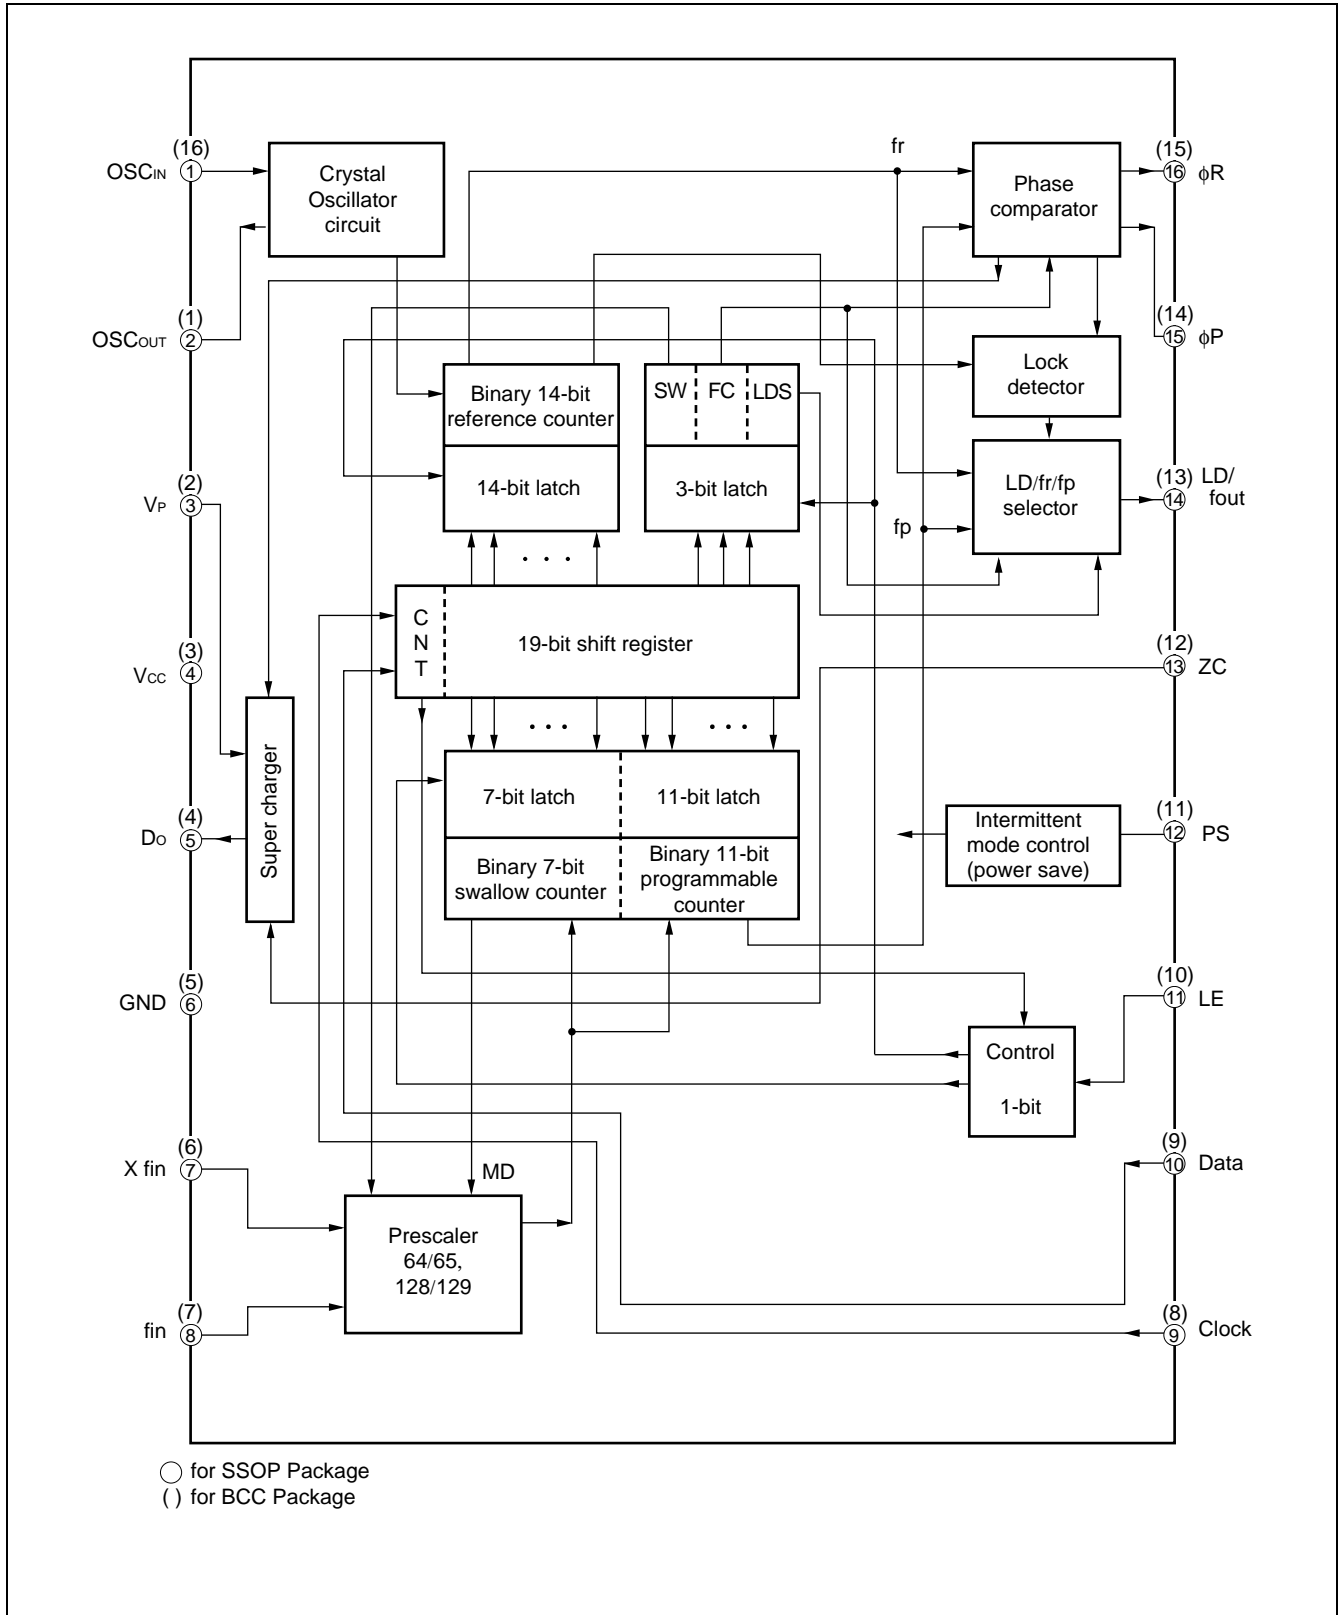 (16)
OSCIN
1
Crystal
Oscillator
circuit
fr
Phase
comparator
(15)
16
φR
(1)
OSCOUT
2
(14)
15
φP
Lock
detector
Binary 14-bit
reference counter
SW
FC
LDS
14-bit latch
3-bit latch
(2)
VP
3
LD/fr/fp
selector
(13)
14
LD/
fout
fp
. . .
C
N
T
19-bit shift register
(3)
VCC
4
(12)
13
ZC
. . .
. . .
Super charger
7-bit latch
11-bit latch
(4)
DO
5
Binary 7-bit
swallow counter
Binary 11-bit
programmable
counter
Intermittent
mode control
(power save)
(11)
12
PS
(5)
GND
6
(10)
11
LE
Control
1-bit
(6)
X fin
7
MD
(9)
10
Data
Prescaler
64/65,
128/129
(7)
fin
8
(8)
9
Clock
for SSOP Package
( ) for BCC Package